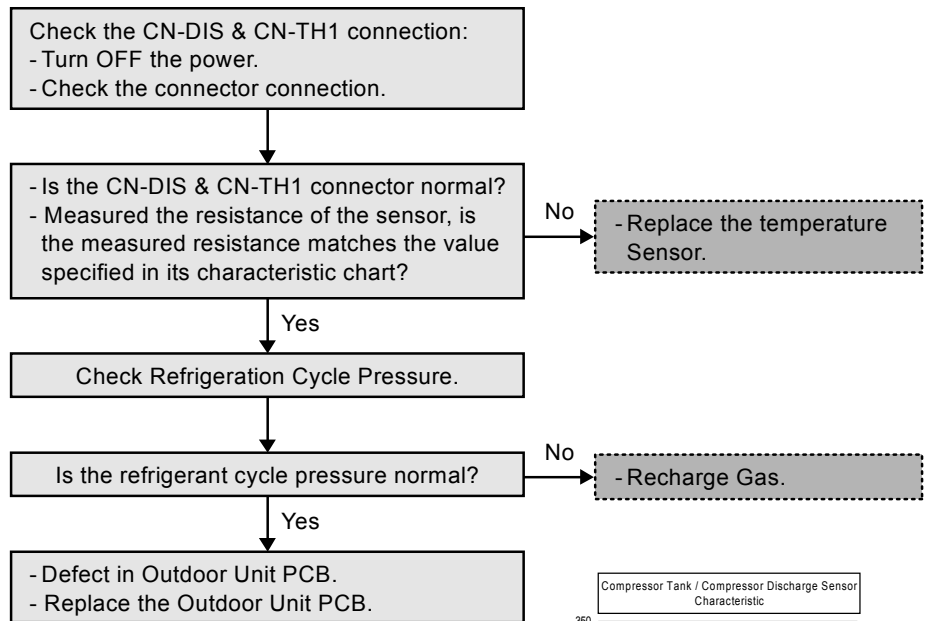 Check the CN-DIS & CN-TH1 connection:
- Turn OFF the power.
- Check the connector connection.
- Is the CN-DIS & CN-TH1 connector normal?
- Measured the resistance of the sensor, is
the measured resistance matches the value
specified in its characteristic chart?
No
- Replace the temperature
Sensor.
Yes
Check Refrigeration Cycle Pressure.
Is the refrigerant cycle pressure normal?
No
- Recharge Gas.
Yes
- Defect in Outdoor Unit PCB.
- Replace the Outdoor Unit PCB.
Compressor Tank / Compressor Discharge Sensor
Characteristic
350